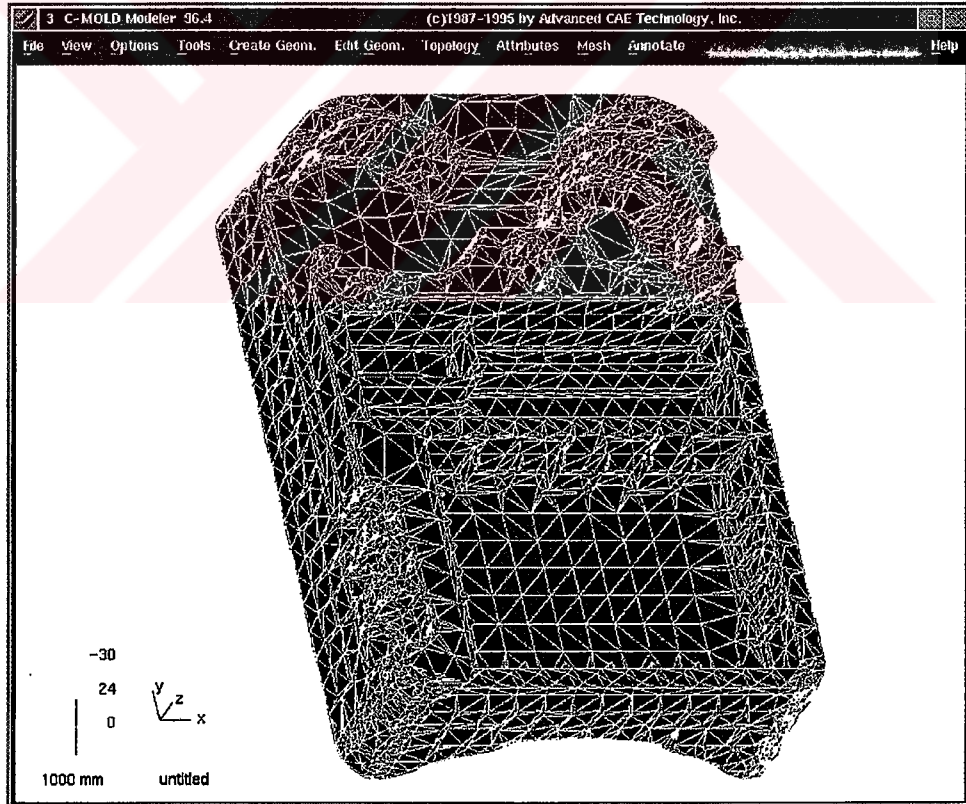 3 C-MOLD Modeler 96.4 (c)1987-1995 by Advanced CAE Technology, Inc.
File View Options Tools Create Geom. Edit Geom. Topology Attributes Mesh Annotate Help
-30
24
0
y
z
x
1000 mm untitled